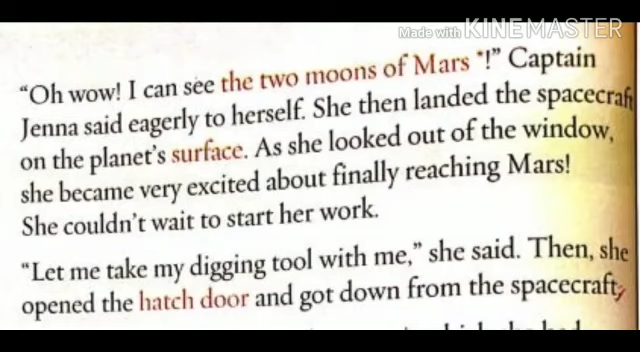 Made with KINEMASTER
“Oh wow! I can see the two moons of Mars *!” Captain
Jenna said eagerly to herself. She then landed the spacecraft
on the planet’s surface. As she looked out of the window,
she became very excited about finally reaching Mars!
She couldn’t wait to start her work.
“Let me take my digging tool with me,” she said. Then, she
opened the hatch door and got down from the spacecraft,